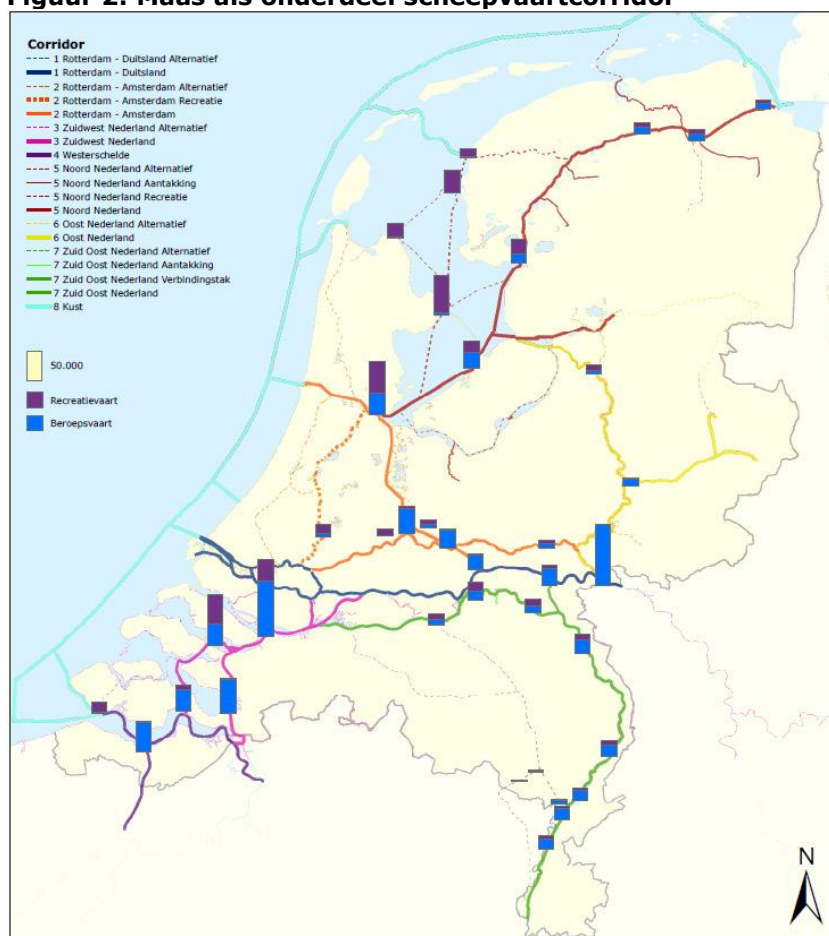 Figuur 2: Maas als onderdeel scheepvaartcorridor
Corridor
1 Rotterdam - Duitsland Alternatief
1 Rotterdam - Duitsland
2 Rotterdam - Amsterdam Alternatief
2 Rotterdam - Amsterdam Recreatie
2 Rotterdam - Amsterdam
3 Zuidwest Nederland Alternatief
3 Zuidwest Nederland
4 Westerschelde
5 Noord Nederland Alternatief
5 Noord Nederland Aantakking
5 Noord Nederland Recreatie
5 Noord Nederland
6 Oost Nederland Alternatief
6 Oost Nederland
7 Zuid Oost Nederland Alternatief
7 Zuid Oost Nederland Aantakking
7 Zuid Oost Nederland Verbindingstak
7 Zuid Oost Nederland
8 Kust
50.000
Recreatievaart
Beroepsvaart
N